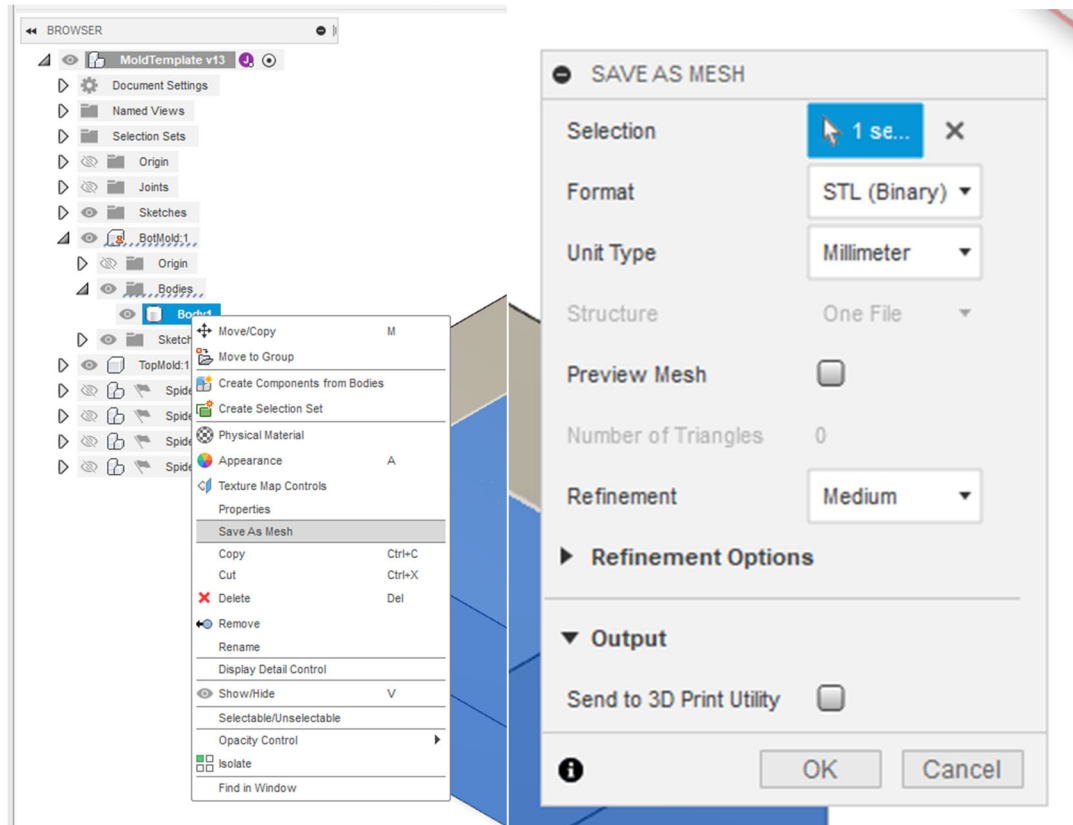 BROWSER
MoldTemplate v13
Document Settings
Named Views
Selection Sets
Origin
Joints
Sketches
BotMold:1
Origin
Bodies
Body1
Sketch
TopMold:1
Spide
Spide
Spide
Spide
Move/Copy M
Move to Group
Create Components from Bodies
Create Selection Set
Physical Material
Appearance A
Texture Map Controls
Properties
Save As Mesh
Copy Ctrl+C
Cut Ctrl+X
Delete Del
Remove
Rename
Display Detail Control
Show/Hide V
Selectable/Unselectable
Opacity Control
Isolate
Find in Window
SAVE AS MESH
Selection 1 se...
Format STL (Binary)
Unit Type Millimeter
Structure One File
Preview Mesh
Number of Triangles 0
Refinement Medium
Refinement Options
Output
Send to 3D Print Utility
OK Cancel